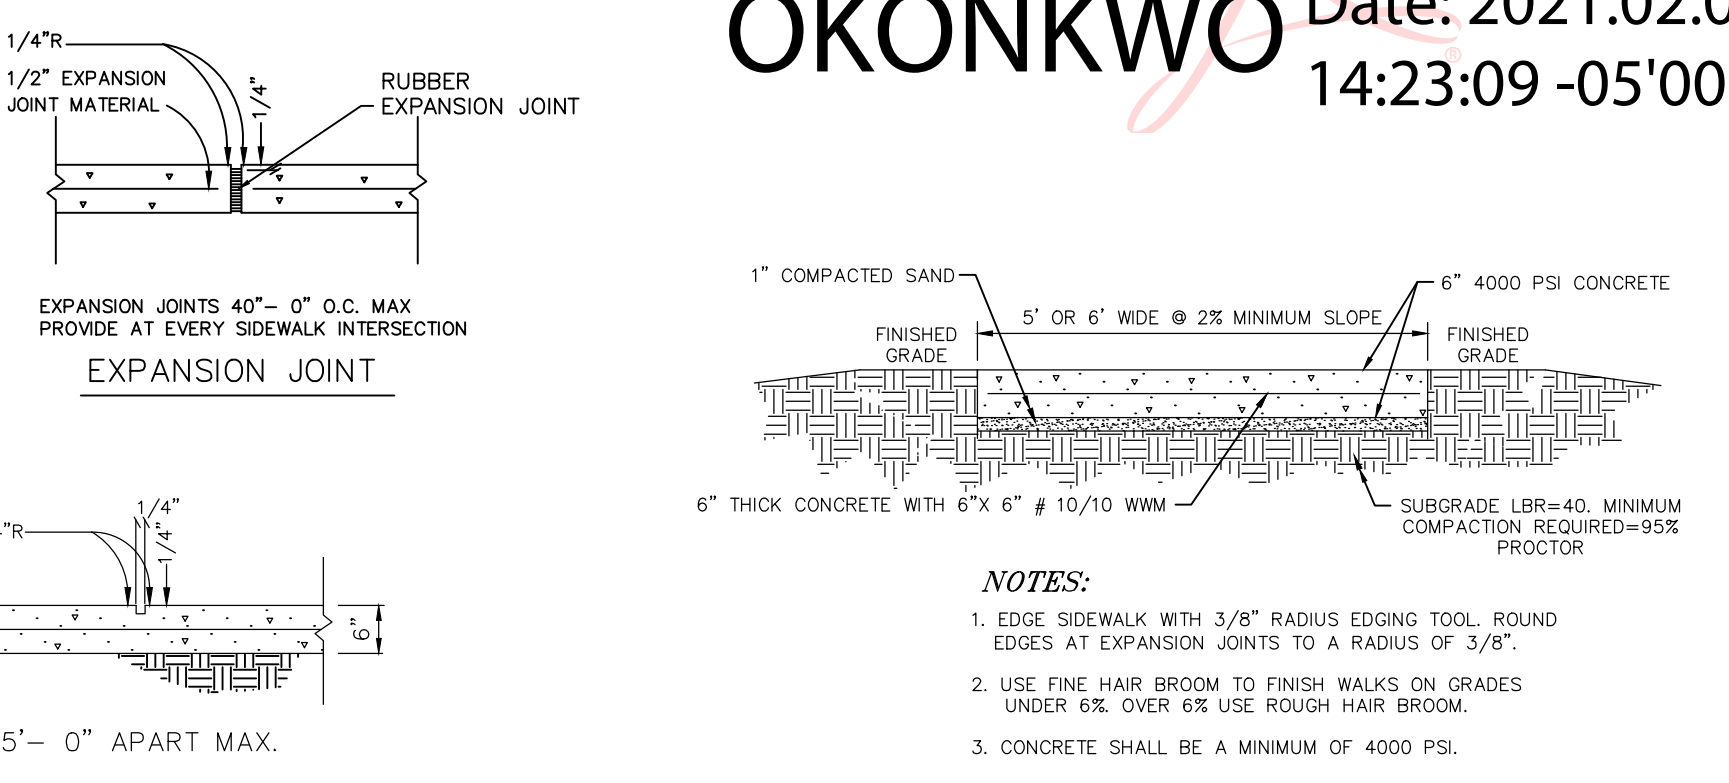 OKONKWO
Date: 2021.02.0
14:23:09 -05'00
1/4"R
1/2" EXPANSION
JOINT MATERIAL
1/4"
RUBBER
EXPANSION JOINT
EXPANSION JOINTS 40"- 0" O.C. MAX
PROVIDE AT EVERY SIDEWALK INTERSECTION
EXPANSION JOINT
1/4"
"R
1/4"
6"
5'- 0" APART MAX.
1" COMPACTED SAND
6" 4000 PSI CONCRETE
5' OR 6' WIDE @ 2% MINIMUM SLOPE
FINISHED
GRADE
FINISHED
GRADE
6" THICK CONCRETE WITH 6"X 6" # 10/10 WWM
SUBGRADE LBR=40. MINIMUM
COMPACTION REQUIRED=95%
PROCTOR
NOTES:
1. EDGE SIDEWALK WITH 3/8" RADIUS EDGING TOOL. ROUND
EDGES AT EXPANSION JOINTS TO A RADIUS OF 3/8".
2. USE FINE HAIR BROOM TO FINISH WALKS ON GRADES
UNDER 6%. OVER 6% USE ROUGH HAIR BROOM.
3. CONCRETE SHALL BE A MINIMUM OF 4000 PSI.